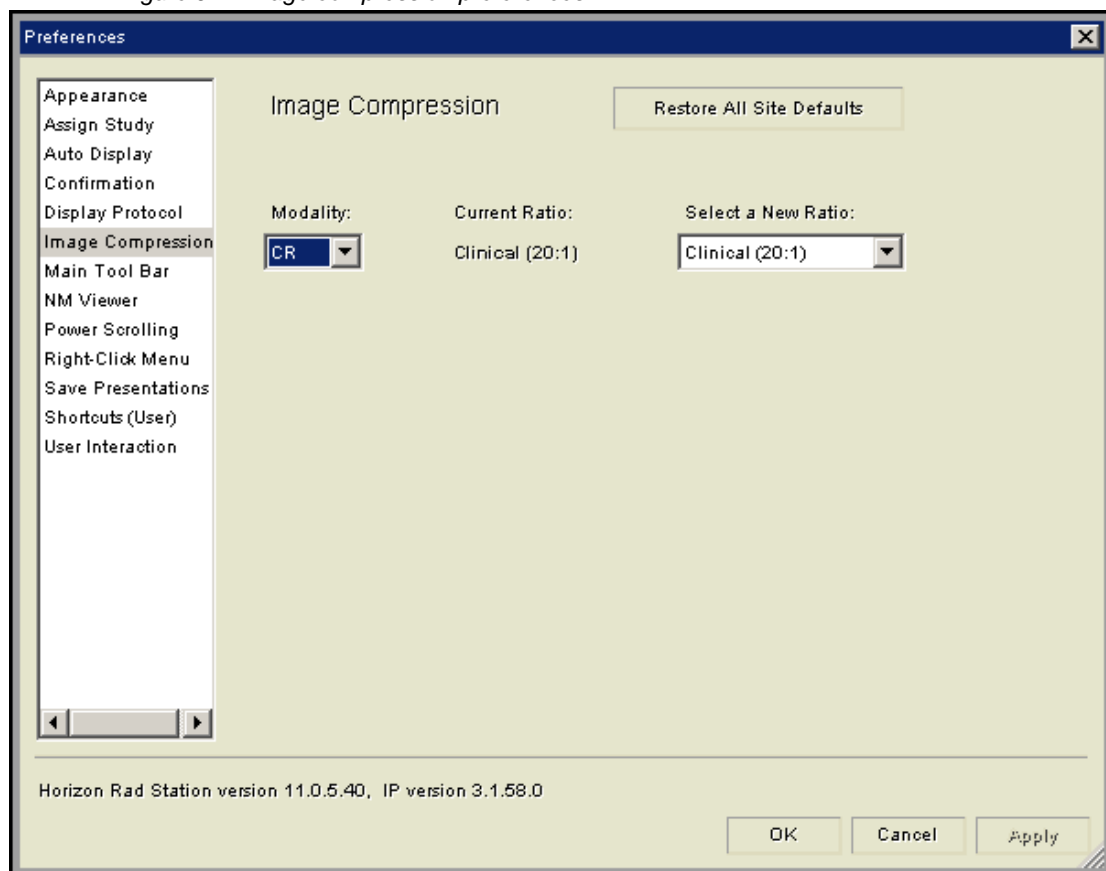 Preferences
Appearance
Assign Study
Auto Display
Confirmation
Display Protocol
Image Compression
Main Tool Bar
NM Viewer
Power Scrolling
Right-Click Menu
Save Presentations
Shortcuts (User)
User Interaction
Image Compression
Restore All Site Defaults
Modality:
Current Ratio:
Select a New Ratio:
CR
Clinical (20:1)
Clinical (20:1)
Horizon Rad Station version 11.0.5.40, IP version 3.1.58.0
OK
Cancel
Apply